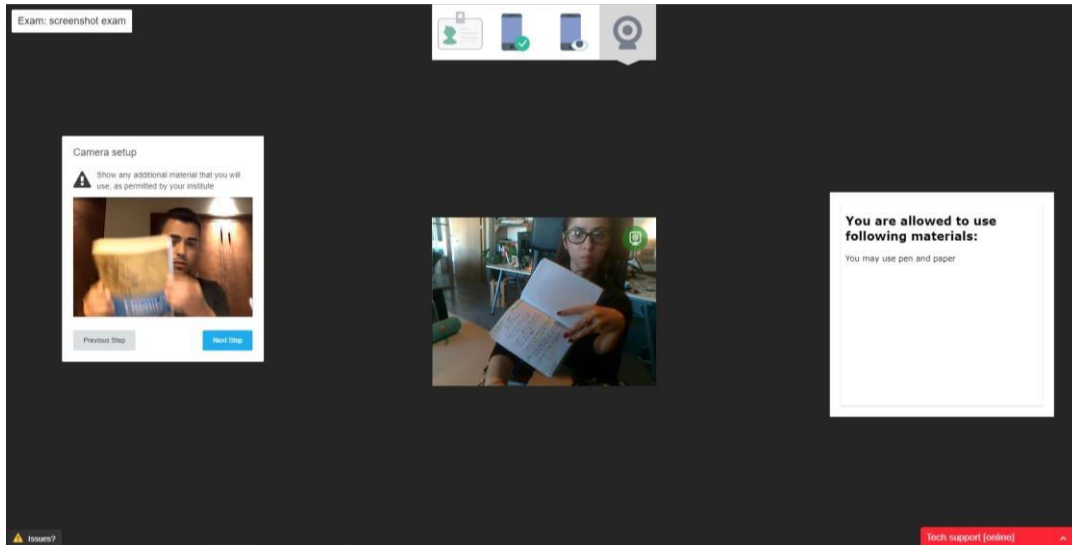 Exam: screenshot exam
Camera setup
Show any additional material that you will
use, as permitted by your institute
Previous Step
Next Step
You are allowed to use
following materials:
You may use pen and paper
Issues?
Tech support [online]